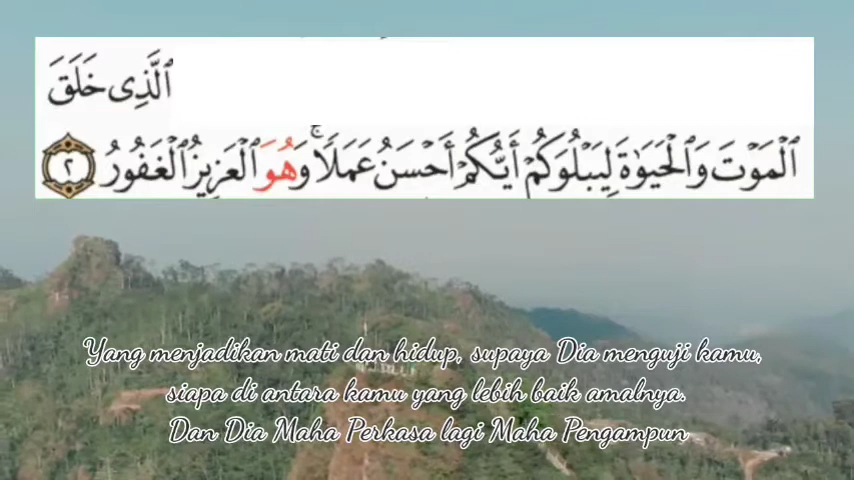 ٱلَّذِى خَلَقَ
ٱلْمَوْتَ وَٱلْحَيَوٰةَ لِيَبْلُوَكُمْ أَيُّكُمْ أَحْسَنُ عَمَلًا ۚ وَهُوَ ٱلْعَزِيزُ ٱلْغَفُورُ ٢
Yang menjadikan mati dan hidup, supaya Dia menguji kamu,
siapa di antara kamu yang lebih baik amalnya.
Dan Dia Maha Perkasa lagi Maha Pengampun